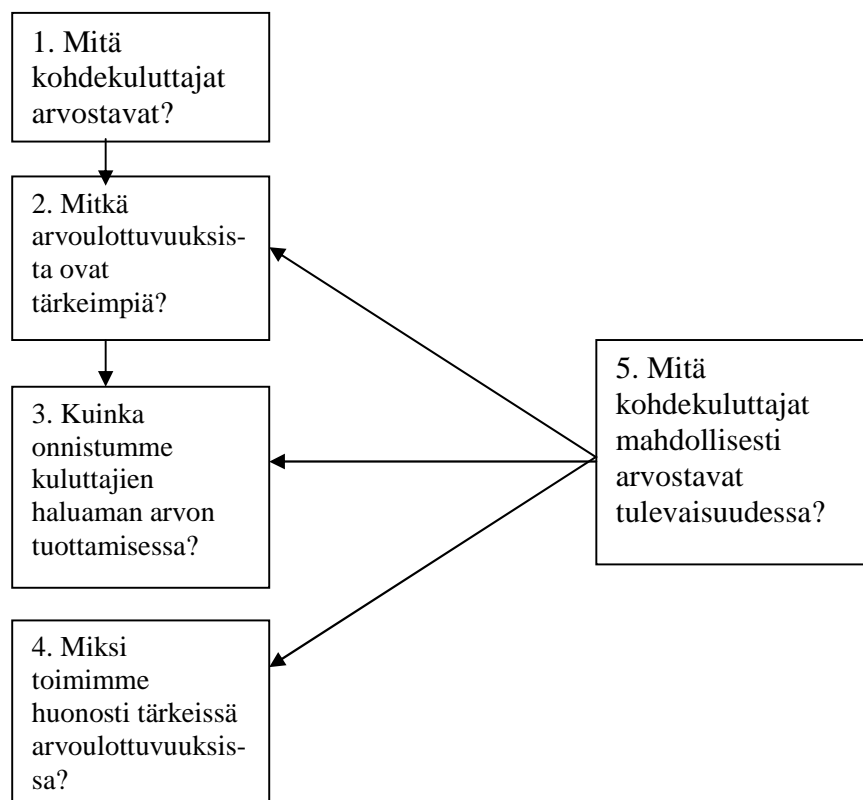 1. Mitä
kohdekuluttajat
arvostavat?
2. Mitkä
arvoulottuvuuksis-
ta ovat
tärkeimpiä?
3. Kuinka
onnistumme
kuluttajien
haluaman arvon
tuottamisessa?
4. Miksi
toimimme
huonosti tärkeissä
arvoulottuvuuksis-
sa?
5. Mitä
kohdekuluttajat
mahdollisesti
arvostavat
tulevaisuudessa?